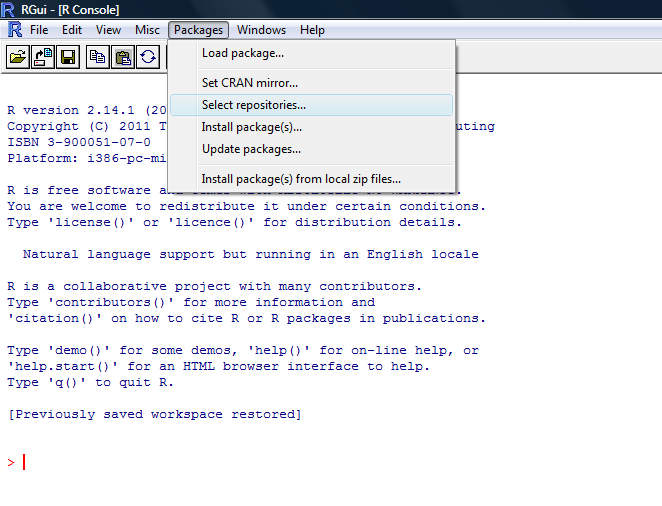 RGui - [R Console]
File Edit View Misc Packages Windows Help
Load package...
Set CRAN mirror...
Select repositories...
Install package(s)...
Update packages...
Install package(s) from local zip files...
R version 2.14.1 (20
Copyright (C) 2011 T uting
ISBN 3-900051-07-0
Platform: i386-pc-mi
R is free software and
You are welcome to redistribute it under certain conditions.
Type 'license()' or 'licence()' for distribution details.
Natural language support but running in an English locale
R is a collaborative project with many contributors.
Type 'contributors()' for more information and
'citation()' on how to cite R or R packages in publications.
Type 'demo()' for some demos, 'help()' for on-line help, or
'help.start()' for an HTML browser interface to help.
Type 'q()' to quit R.
[Previously saved workspace restored]
>